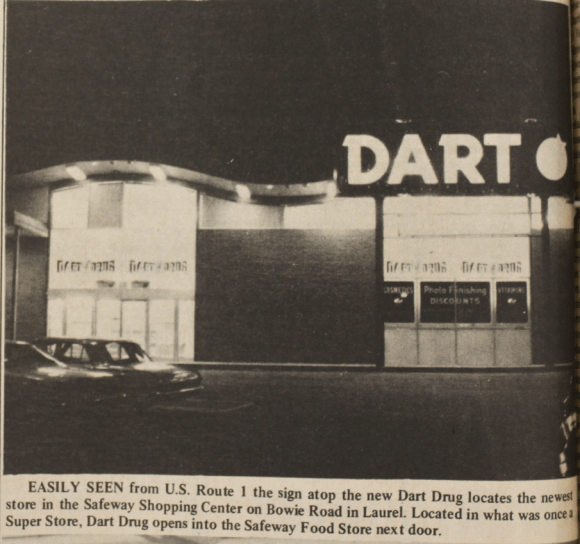 DART
DART DRUG DART DRUG
DART DRUG DART DRUG
COSMETICS Photo Finishing VITAMINS
DISCOUNTS
EASILY SEEN from U.S. Route 1 the sign atop the new Dart Drug locates the newest
store in the Safeway Shopping Center on Bowie Road in Laurel. Located in what was once a
Super Store, Dart Drug opens into the Safeway Food Store next door.